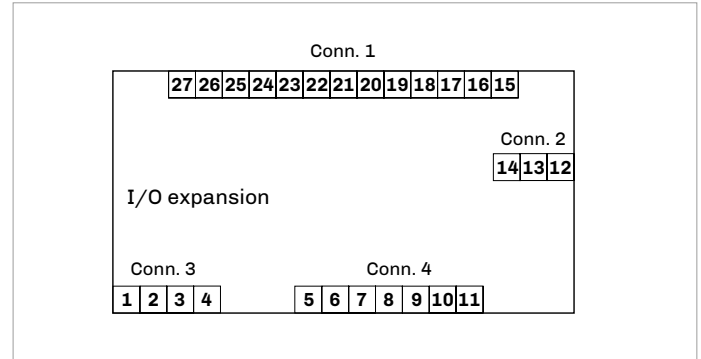 Conn. 1
27 26 25 24 23 22 21 20 19 18 17 16 15
Conn. 2
14 13 12
I/O expansion
Conn. 3 Conn. 4
1 2 3 4 5 6 7 8 9 10 11